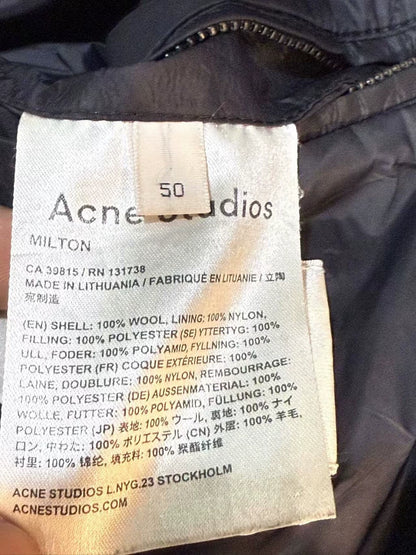 50
Acne Studios
MILTON
CA 39815 / RN 131738
MADE IN LITHUANIA / FABRIQUÉ EN LITUANIE / 立陶
宛制造
(EN) SHELL: 100% WOOL, LINING: 100% NYLON,
FILLING: 100% POLYESTER (SE) YTTERTYG: 100%
ULL, FODER: 100% POLYAMID, FYLLNING: 100%
POLYESTER (FR) COQUE EXTÉRIEURE: 100%
LAINE, DOUBLURE: 100% NYLON, REMBOURRAGE:
100% POLYESTER (DE) AUSSENMATERIAL: 100%
WOLLE, FUTTER: 100% POLYAMID, FÜLLUNG: 100%
POLYESTER (JP) 表地: 100% ウール, 裏地: 100% ナイ
ロン, 中わた: 100% ポリエステル (CN) 外层: 100% 羊毛,
衬里: 100% 锦纶, 填充料: 100% 聚酯纤维
ACNE STUDIOS L.NYG.23 STOCKHOLM
ACNESTUDIOS.COM